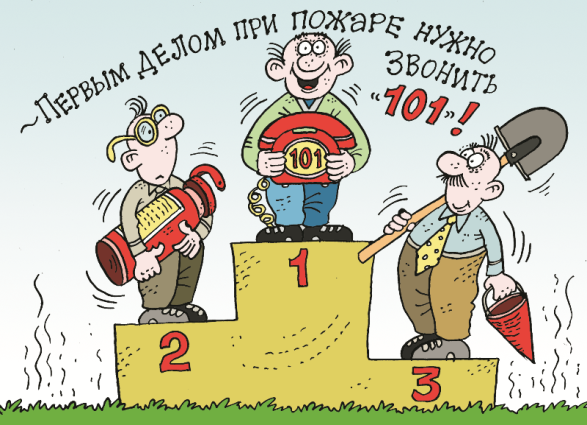 ~Первым делом при пожаре нужно
звонить
"101"!
101
1
2
3